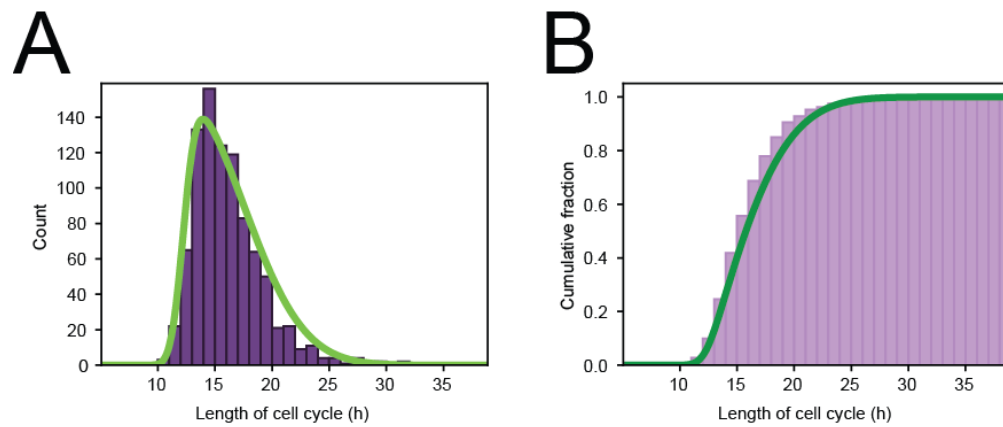 A
Count
140
120
100
80
60
40
20
0
10 15 20 25 30 35
Length of cell cycle (h)
B
Cumulative fraction
1.0
0.8
0.6
0.4
0.2
0.0
10 15 20 25 30 35
Length of cell cycle (h)